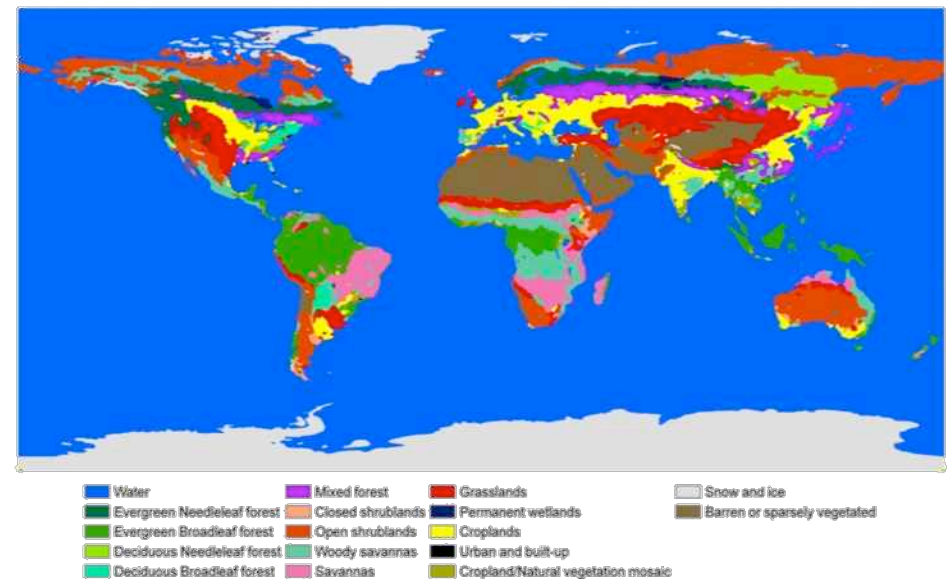 Water
Mixed forest
Grasslands
Snow and ice
Evergreen Needleleaf forest
Closed shrublands
Permanent wetlands
Barren or sparsely vegetated
Evergreen Broadleaf forest
Open shrublands
Croplands
Deciduous Needleleaf forest
Woody savannas
Urban and built-up
Deciduous Broadleaf forest
Savannas
Cropland/Natural vegetation mosaic